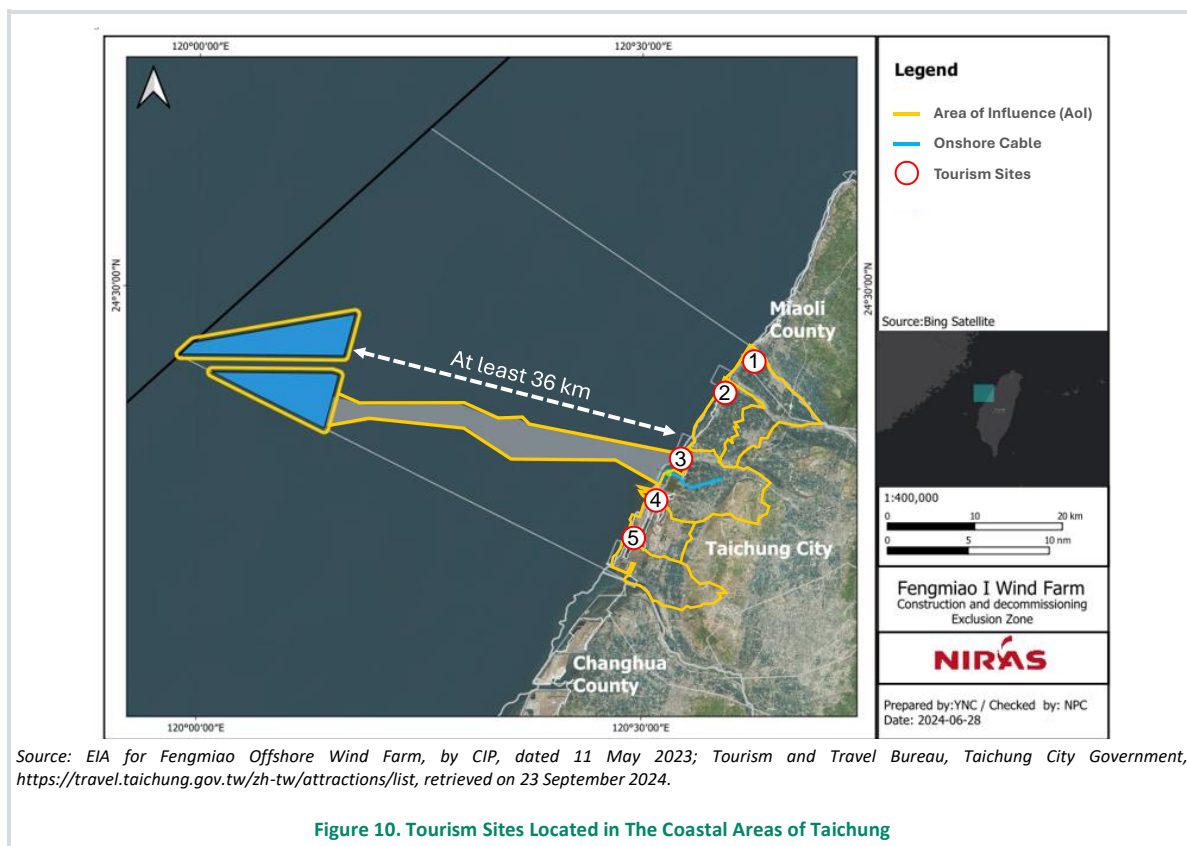 120°00'00"E
120°30'00"E
24°30'00"N
24°30'00"N
Miaoli
County
At least 36 km
1
2
3
4
5
Taichung City
Changhua
County
120°00'00"E
120°30'00"E
Legend
Area of Influence (AoI)
Onshore Cable
Tourism Sites
Source:Bing Satellite
1:400,000
0 10 20 km
0 5 10 nm
Fengmiao I Wind Farm
Construction and decommissioning
Exclusion Zone
NIRAS
Prepared by:YNC / Checked by: NPC
Date: 2024-06-28
Source: EIA for Fengmiao Offshore Wind Farm, by CIP, dated 11 May 2023; Tourism and Travel Bureau, Taichung City Government,
https://travel.taichung.gov.tw/zh-tw/attractions/list, retrieved on 23 September 2024.
Figure 10. Tourism Sites Located in The Coastal Areas of Taichung